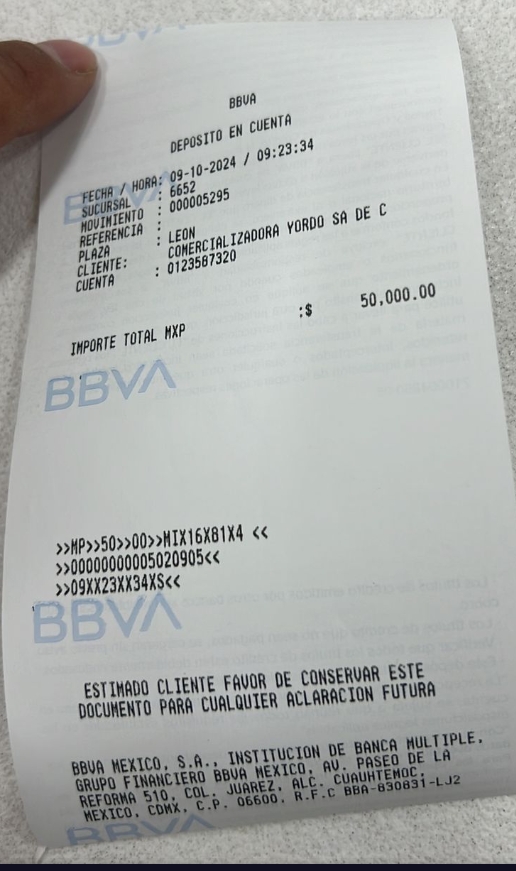 BBVA
BBVA
DEPOSITO EN CUENTA
FECHA / HORA: 09-10-2024 / 09:23:34
SUCURSAL : 6652
MOVIMIENTO : 000005295
REFERENCIA :
PLAZA : LEON
CLIENTE: COMERCIALIZADORA YORDO SA DE C
CUENTA : 0123587320
BBVA
IMPORTE TOTAL MXP :$ 50,000.00
BBVA
>>MP>>50>>00>>MIX16X81X4 <<
>>00000000005020905<<
>>09XX23XX34XS<<
BBVA
ESTIMADO CLIENTE FAVOR DE CONSERVAR ESTE
DOCUMENTO PARA CUALQUIER ACLARACION FUTURA
BBVA MEXICO, S.A., INSTITUCION DE BANCA MULTIPLE,
GRUPO FINANCIERO BBVA MEXICO, AV. PASEO DE LA
REFORMA 510, COL. JUAREZ, ALC. CUAUHTEMOC,
MEXICO, CDMX, C.P. 06600, R.F.C BBA-830831-LJ2
BBVA